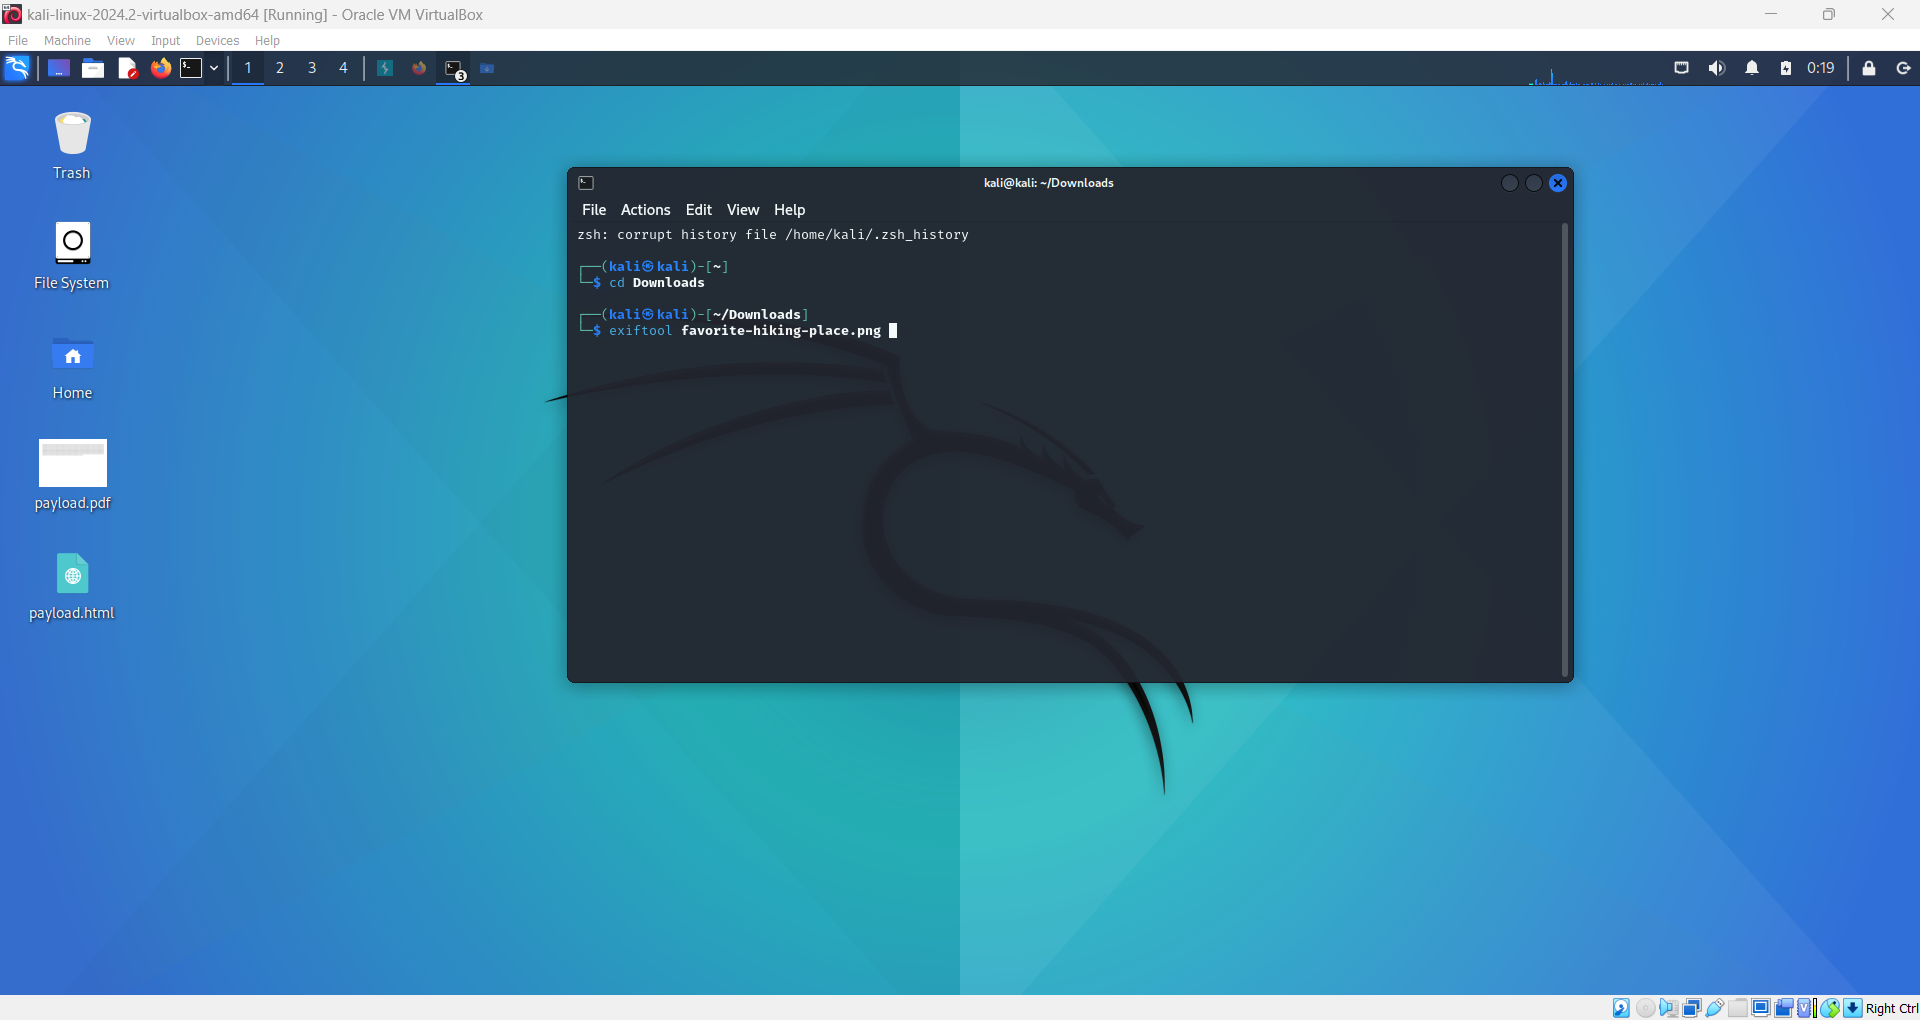 kali-linux-2024.2-virtualbox-amd64 [Running] - Oracle VM VirtualBox
File Machine View Input Devices Help
1 2 3 4 3 0:19
Trash
File System
Home
payload.pdf
payload.html
kali@kali: ~/Downloads
File Actions Edit View Help
zsh: corrupt history file /home/kali/.zsh_history
┌──(kali㉿kali)-[~]
└─$ cd Downloads
┌──(kali㉿kali)-[~/Downloads]
└─$ exiftool favorite-hiking-place.png
Right Ctrl